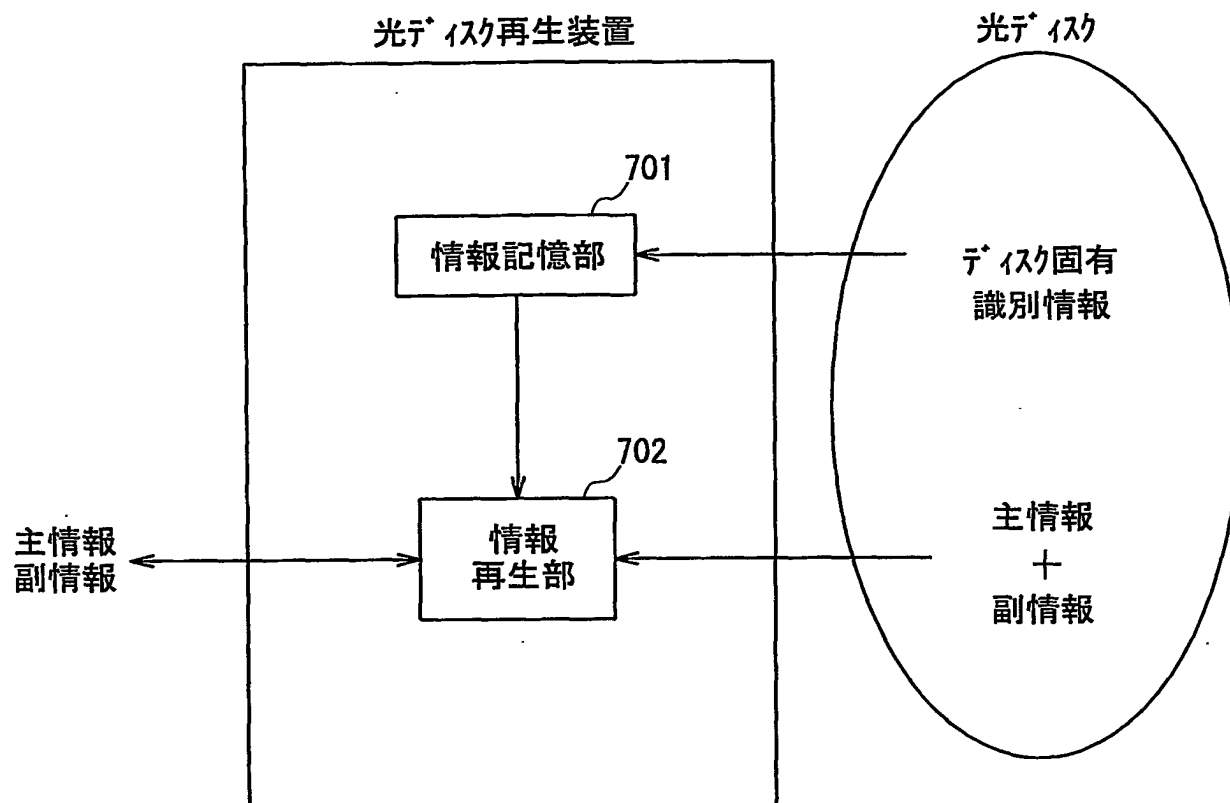 光ディスク再生装置
光ディスク
701
情報記憶部
ディスク固有
識別情報
702
情報
再生部
主情報
副情報
主情報
+
副情報